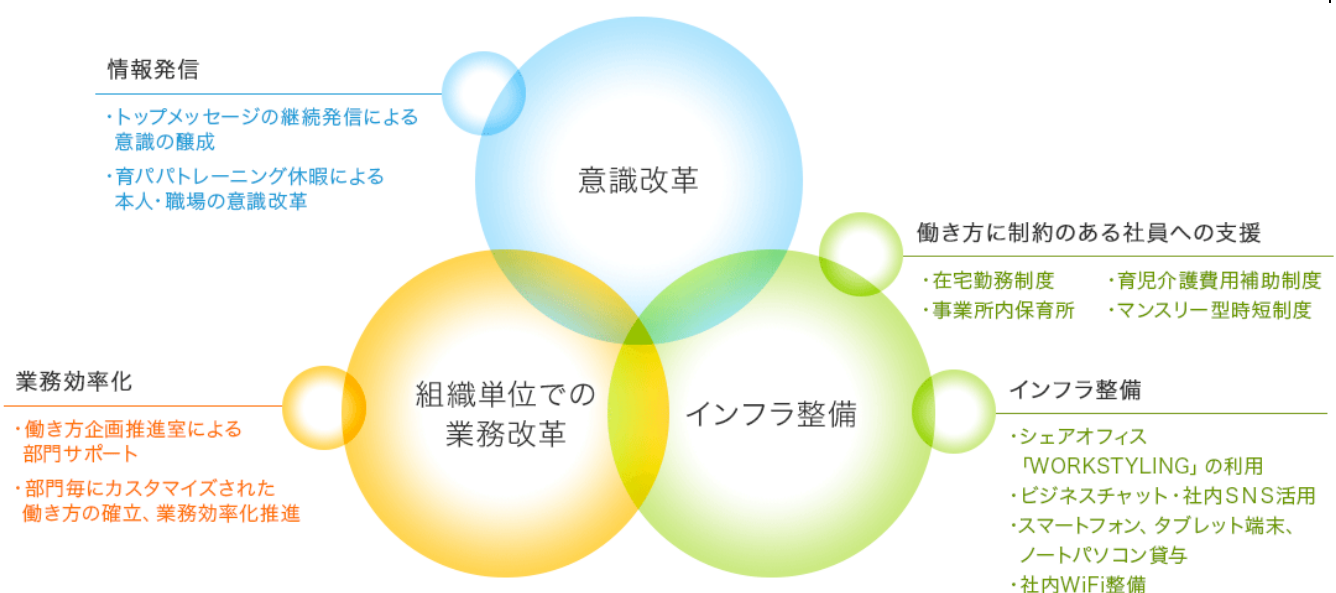 情報発信
・トップメッセージの継続発信による
意識の醸成
・育パパトレーニング休暇による
本人・職場の意識改革
意識改革
働き方に制約のある社員への支援
・在宅勤務制度
・育児介護費用補助制度
・事業所内保育所
・マンスリー型時短制度
業務効率化
・働き方企画推進室による
部門サポート
・部門毎にカスタマイズされた
働き方の確立、業務効率化推進
組織単位での
業務改革
インフラ整備
インフラ整備
・シェアオフィス
「WORKSTYLING」の利用
・ビジネスチャット・社内SNS活用
・スマートフォン、タブレット端末、
ノートパソコン貸与
・社内WiFi整備